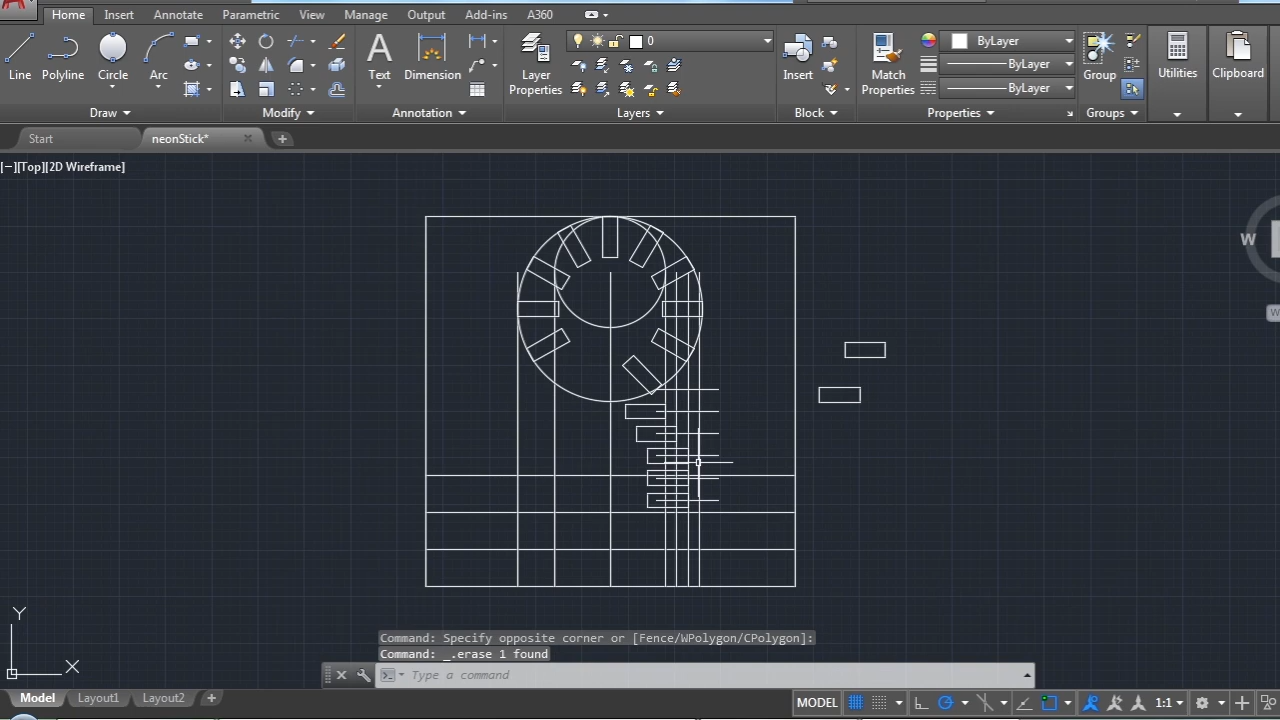 Home Insert Annotate Parametric View Manage Output Add-ins A360
Line Polyline Circle Arc
Text Dimension
Layer
Properties
0
Insert
Match
Properties
ByLayer
ByLayer
ByLayer
Group
Utilities
Clipboard
Draw Modify Annotation Layers Block Properties Groups
Start neonStick*
[−][Top][2D Wireframe]
W
W
Y
X
Command: Specify opposite corner or [Fence/WPolygon/CPolygon]:
Command: _.erase 1 found
Type a command
Model Layout1 Layout2
MODEL 1:1